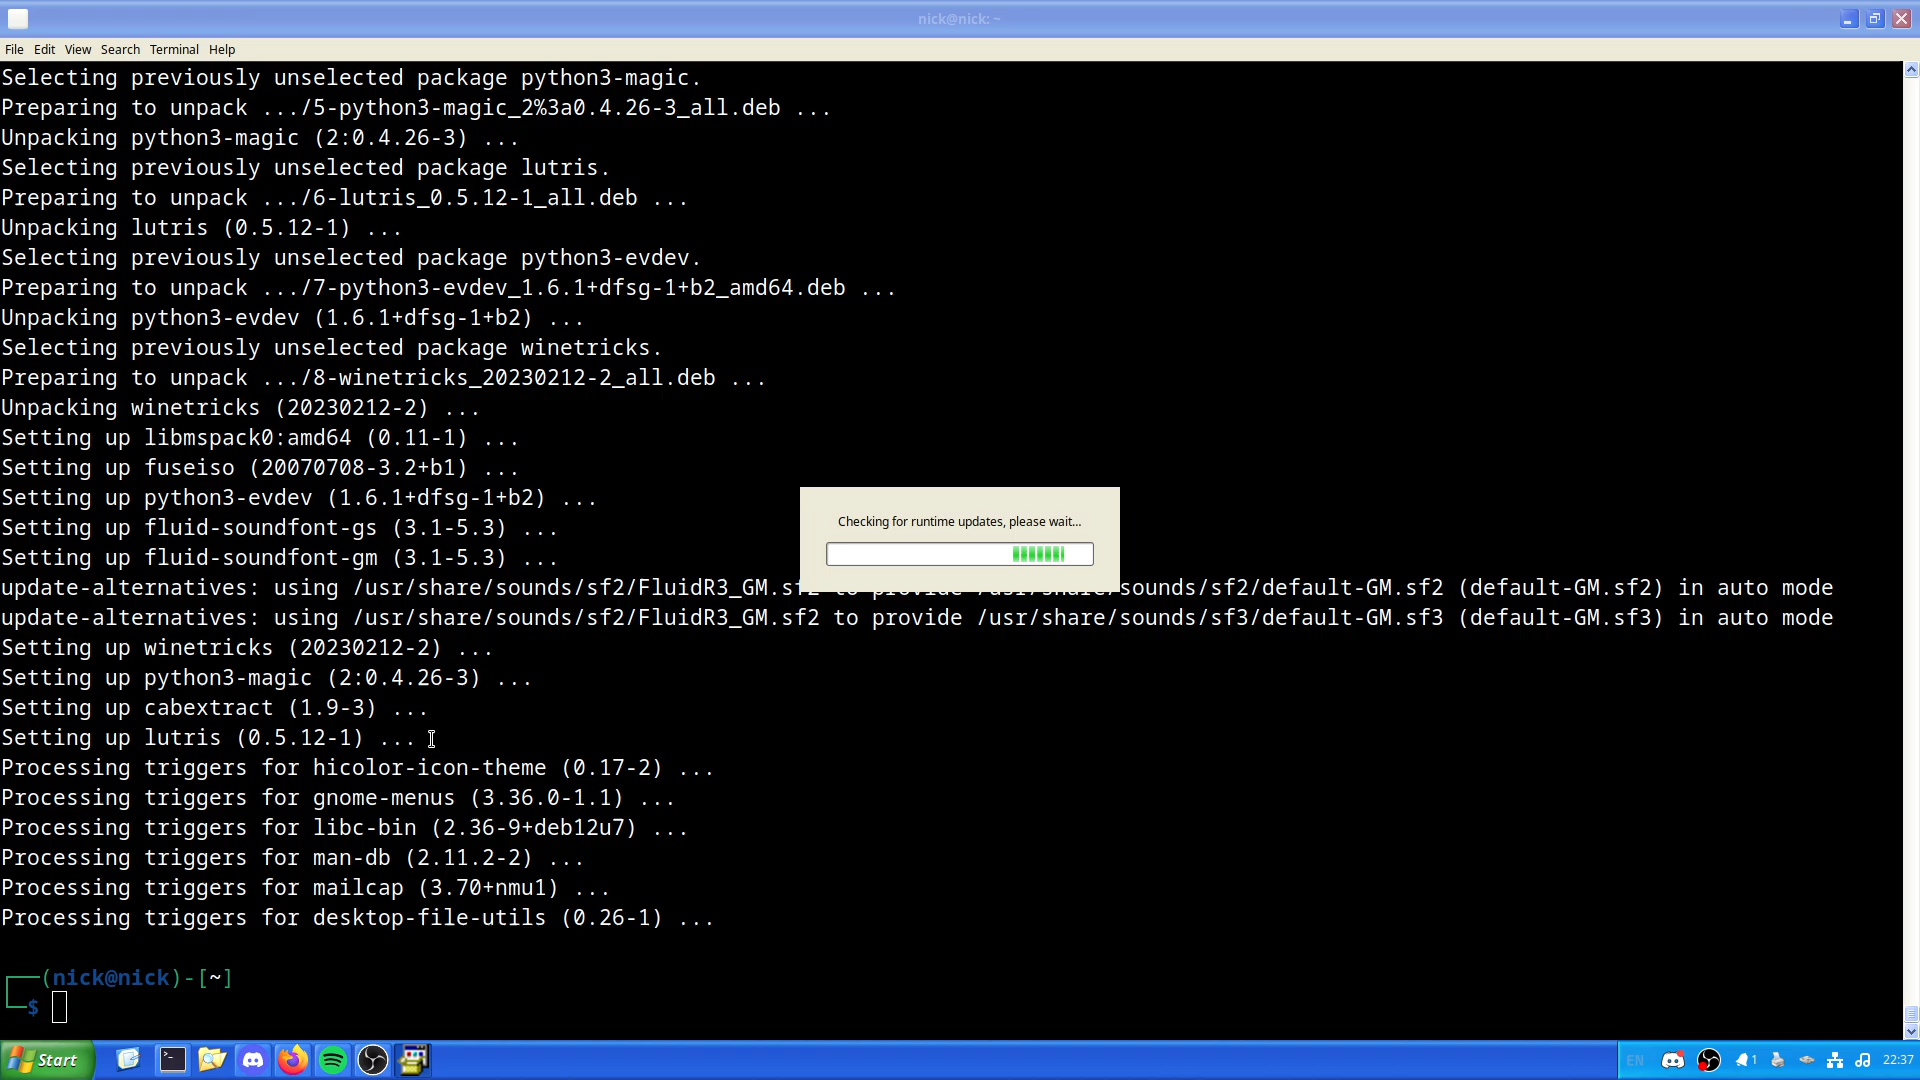 nick@nick: ~
File Edit View Search Terminal Help
Selecting previously unselected package python3-magic.
Preparing to unpack .../5-python3-magic_2%3a0.4.26-3_all.deb ...
Unpacking python3-magic (2:0.4.26-3) ...
Selecting previously unselected package lutris.
Preparing to unpack .../6-lutris_0.5.12-1_all.deb ...
Unpacking lutris (0.5.12-1) ...
Selecting previously unselected package python3-evdev.
Preparing to unpack .../7-python3-evdev_1.6.1+dfsg-1+b2_amd64.deb ...
Unpacking python3-evdev (1.6.1+dfsg-1+b2) ...
Selecting previously unselected package winetricks.
Preparing to unpack .../8-winetricks_20230212-2_all.deb ...
Unpacking winetricks (20230212-2) ...
Setting up libmspack0:amd64 (0.11-1) ...
Setting up fuseiso (20070708-3.2+b1) ...
Setting up python3-evdev (1.6.1+dfsg-1+b2) ...
Checking for runtime updates, please wait...
Setting up fluid-soundfont-gs (3.1-5.3) ...
Setting up fluid-soundfont-gm (3.1-5.3) ...
update-alternatives: using /usr/share/sounds/sf2/FluidR3_GM.sf2 to provide /usr/share/sounds/sf2/default-GM.sf2 (default-GM.sf2) in auto mode
update-alternatives: using /usr/share/sounds/sf2/FluidR3_GM.sf2 to provide /usr/share/sounds/sf3/default-GM.sf3 (default-GM.sf3) in auto mode
Setting up winetricks (20230212-2) ...
Setting up python3-magic (2:0.4.26-3) ...
Setting up cabextract (1.9-3) ...
Setting up lutris (0.5.12-1) ...
Processing triggers for hicolor-icon-theme (0.17-2) ...
Processing triggers for gnome-menus (3.36.0-1.1) ...
Processing triggers for libc-bin (2.36-9+deb12u7) ...
Processing triggers for man-db (2.11.2-2) ...
Processing triggers for mailcap (3.70+nmu1) ...
Processing triggers for desktop-file-utils (0.26-1) ...
┌──(nick@nick)-[~]
└─$
Start EN 1 22:37